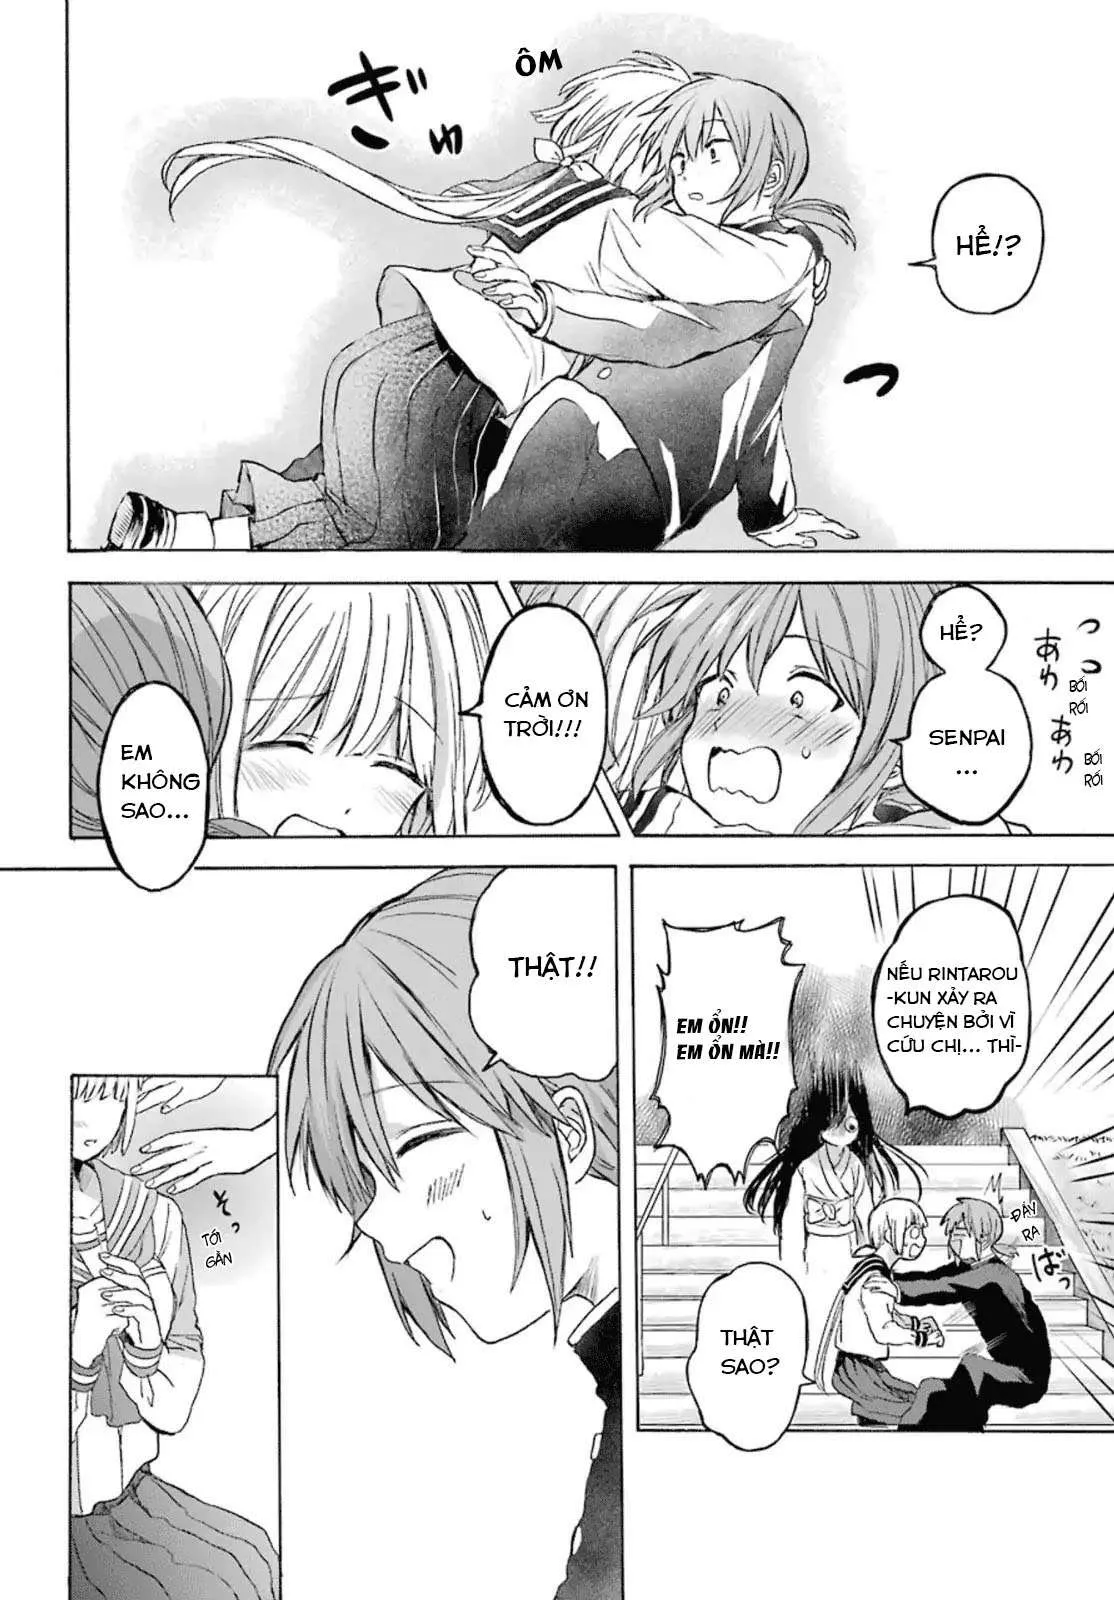 ÔM
ぎゅ
HỂ!?
っ
HỂ?
SENPAI
...
っっ
あわ
あわ
BỐI
RỐI
BỐI
RỐI
CẢM ƠN
TRỜI!!!
EM
KHÔNG
SAO...
NẾU RINTAROU
-KUN XẢY RA
CHUYỆN BỞI VÌ
CỨU CHỊ... THÌ-
EM ỔN!!
EM ỔN MÀ!!
ĐẨY
RA
ばっ
THẬT
SAO?
THẬT!!
そっ
TỚI
GẦN